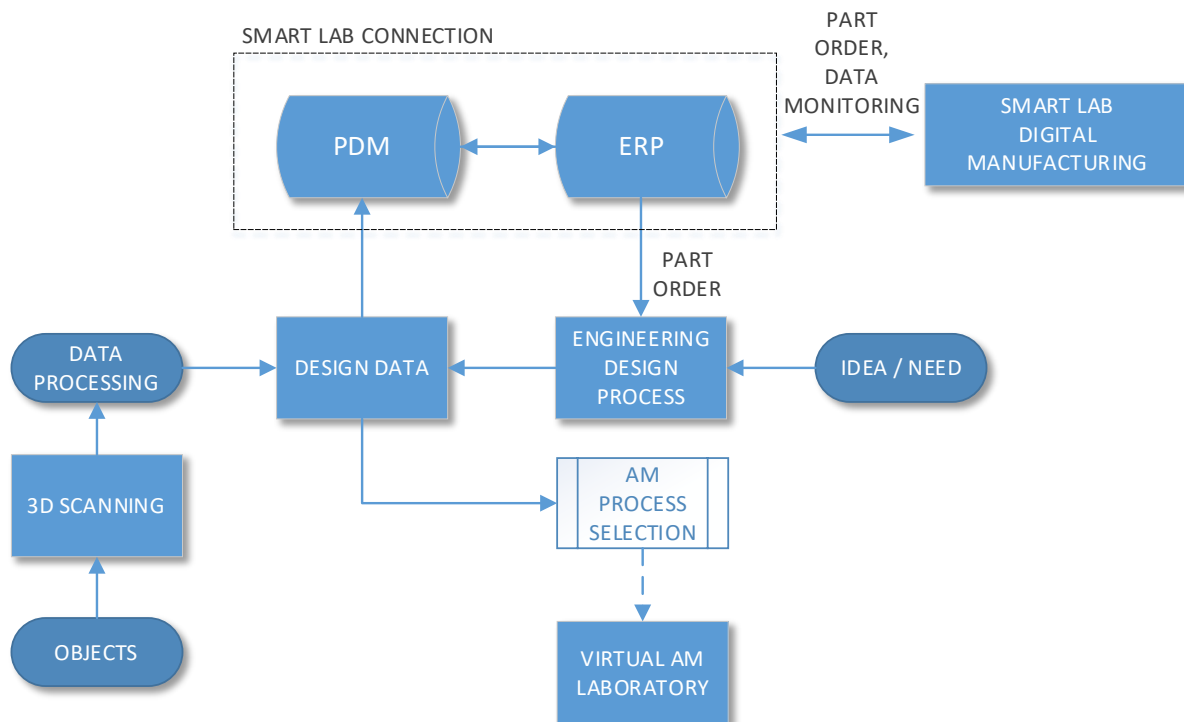 SMART LAB CONNECTION
PART
ORDER,
DATA
MONITORING
PDM
ERP
SMART LAB
DIGITAL
MANUFACTURING
PART
ORDER
DATA
PROCESSING
DESIGN DATA
ENGINEERING
DESIGN
PROCESS
IDEA / NEED
3D SCANNING
AM
PROCESS
SELECTION
OBJECTS
VIRTUAL AM
LABORATORY